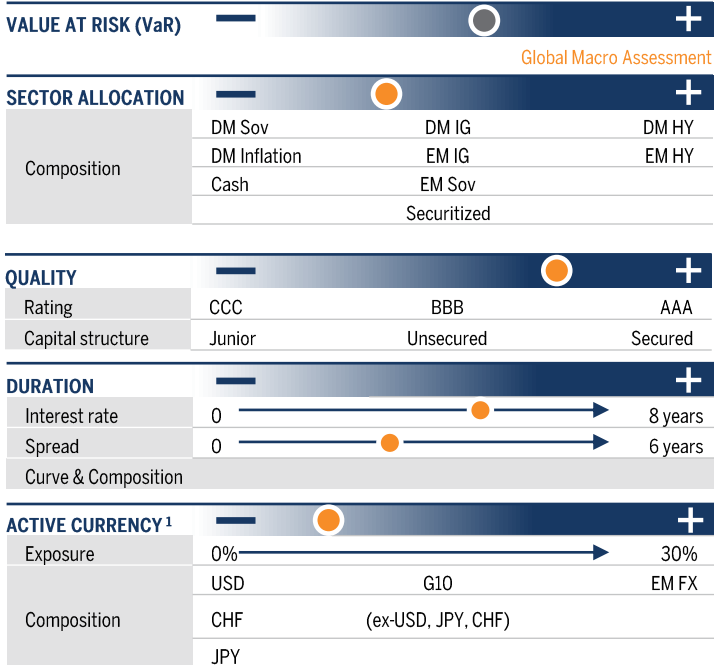 VALUE AT RISK (VaR)
Global Macro Assessment
SECTOR ALLOCATION
Composition
DM Sov DM IG DM HY
DM Inflation EM IG EM HY
Cash EM Sov
Securitized
QUALITY
Rating CCC BBB AAA
Capital structure Junior Unsecured Secured
DURATION
Interest rate 0 8 years
Spread 0 6 years
Curve & Composition
ACTIVE CURRENCY¹
Exposure 0% 30%
Composition
USD G10 EM FX
CHF (ex-USD, JPY, CHF)
JPY